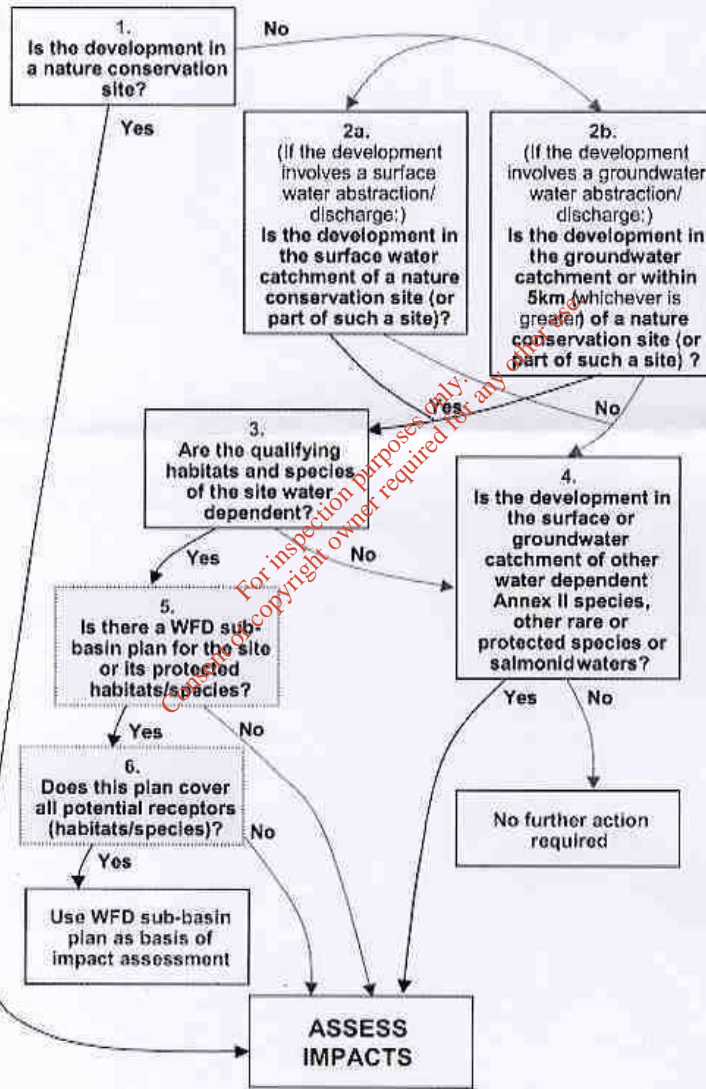 1.
Is the development in
a nature conservation
site?
No
Yes
2a.
(If the development
involves a surface
water abstraction/
discharge:)
Is the development in
the surface water
catchment of a nature
conservation site (or
part of such a site)?
2b.
(If the development
involves a groundwater
water abstraction/
discharge:)
Is the development in
the groundwater
catchment or within
5km (whichever is
greater) of a nature
conservation site (or
part of such a site) ?
Yes
No
3.
Are the qualifying
habitats and species
of the site water
dependent?
Yes
No
4.
Is the development in
the surface or
groundwater
catchment of other
water dependent
Annex II species,
other rare or
protected species or
salmonid waters?
Yes
No
5.
Is there a WFD sub-
basin plan for the site
or its protected
habitats/species?
Yes
No
6.
Does this plan cover
all potential receptors
(habitats/species)?
Yes
No
No further action
required
Use WFD sub-basin
plan as basis of
impact assessment
ASSESS
IMPACTS
For inspection purposes only.
Consent of copyright owner required for any other use.